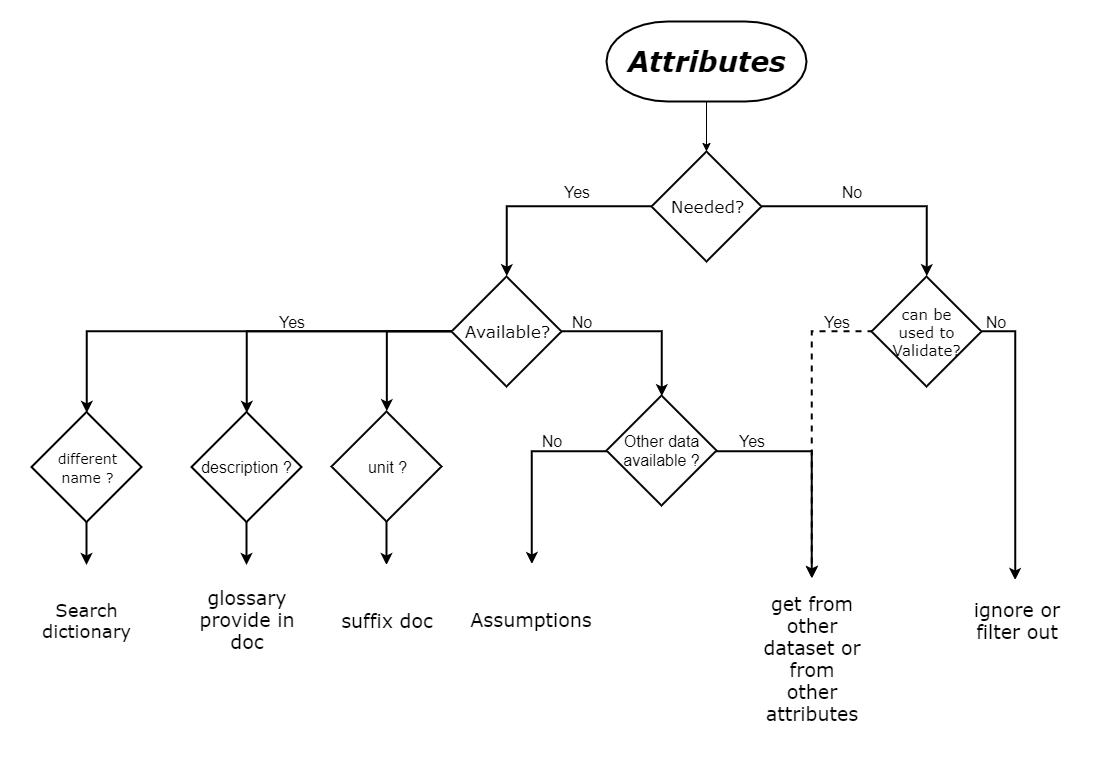 Attributes
Yes
No
Needed?
Yes
Available?
No
Yes
can be
used to
Validate?
No
different
name ?
description ?
unit ?
No
Other data
available ?
Yes
Search
dictionary
glossary
provide in
doc
suffix doc
Assumptions
get from
other
dataset or
from
other
attributes
ignore or
filter out